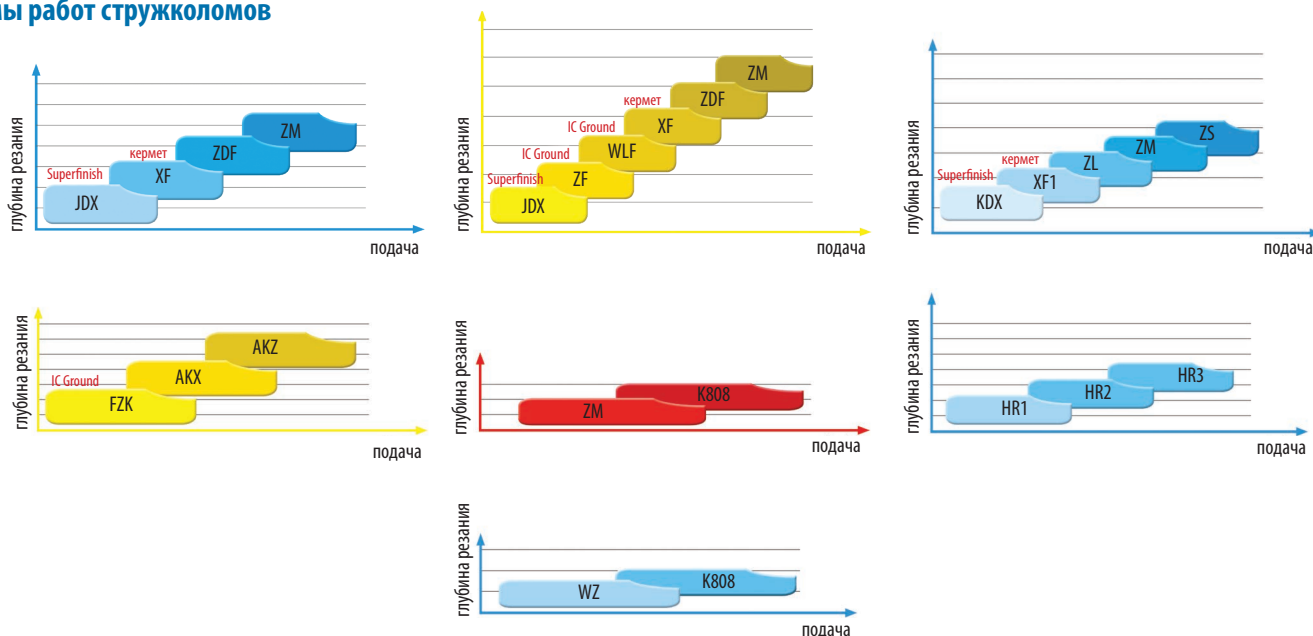 мы работ стружколомов
глубина резания
Superfinish
кермет
JDX
XF
ZDF
ZM
подача
глубина резания
Superfinish
IC Ground
IC Ground
кермет
JDX
ZF
WLF
XF
ZDF
ZM
подача
глубина резания
Superfinish
кермет
KDX
XF1
ZL
ZM
ZS
подача
глубина резания
IC Ground
FZK
AKX
AKZ
подача
глубина резания
ZM
K808
подача
глубина резания
HR1
HR2
HR3
подача
глубина резания
WZ
K808
подача